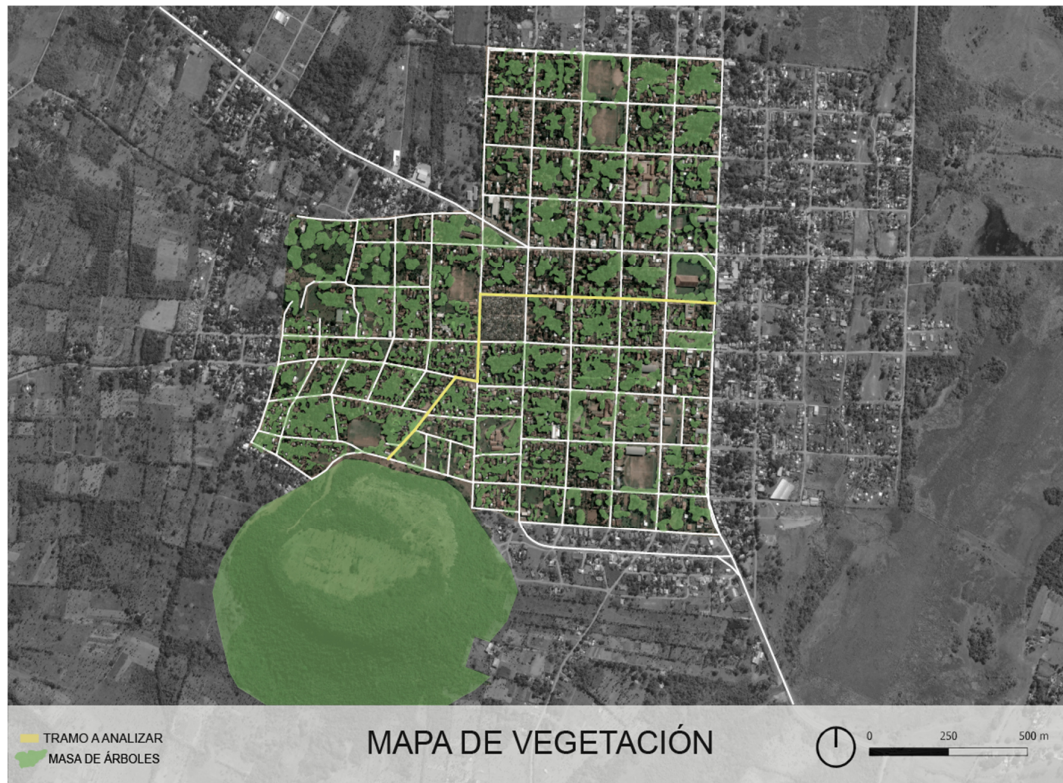 TRAMO A ANALIZAR
MASA DE ÁRBOLES
MAPA DE VEGETACIÓN
0 250 500 m